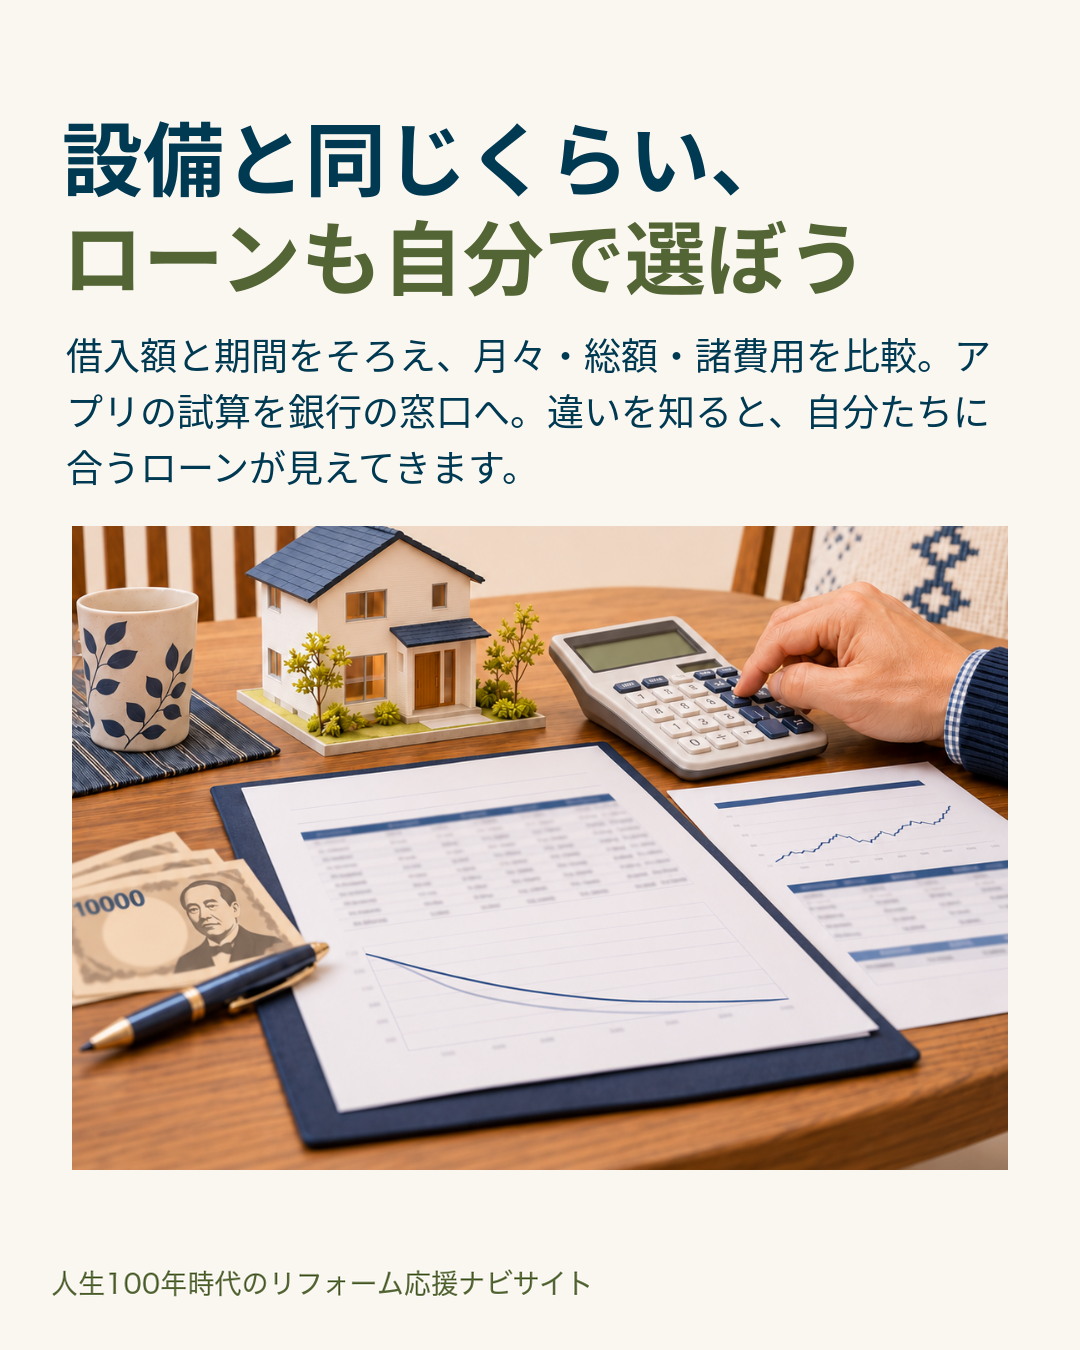 設備と同じくらい、
ローンも自分で選ぼう
借入額と期間をそろえ、月々・総額・諸費用を比較。ア
プリの試算を銀行の窓口へ。違いを知ると、自分たちに
合うローンが見えてきます。
10000
人生100年時代のリフォーム応援ナビサイト